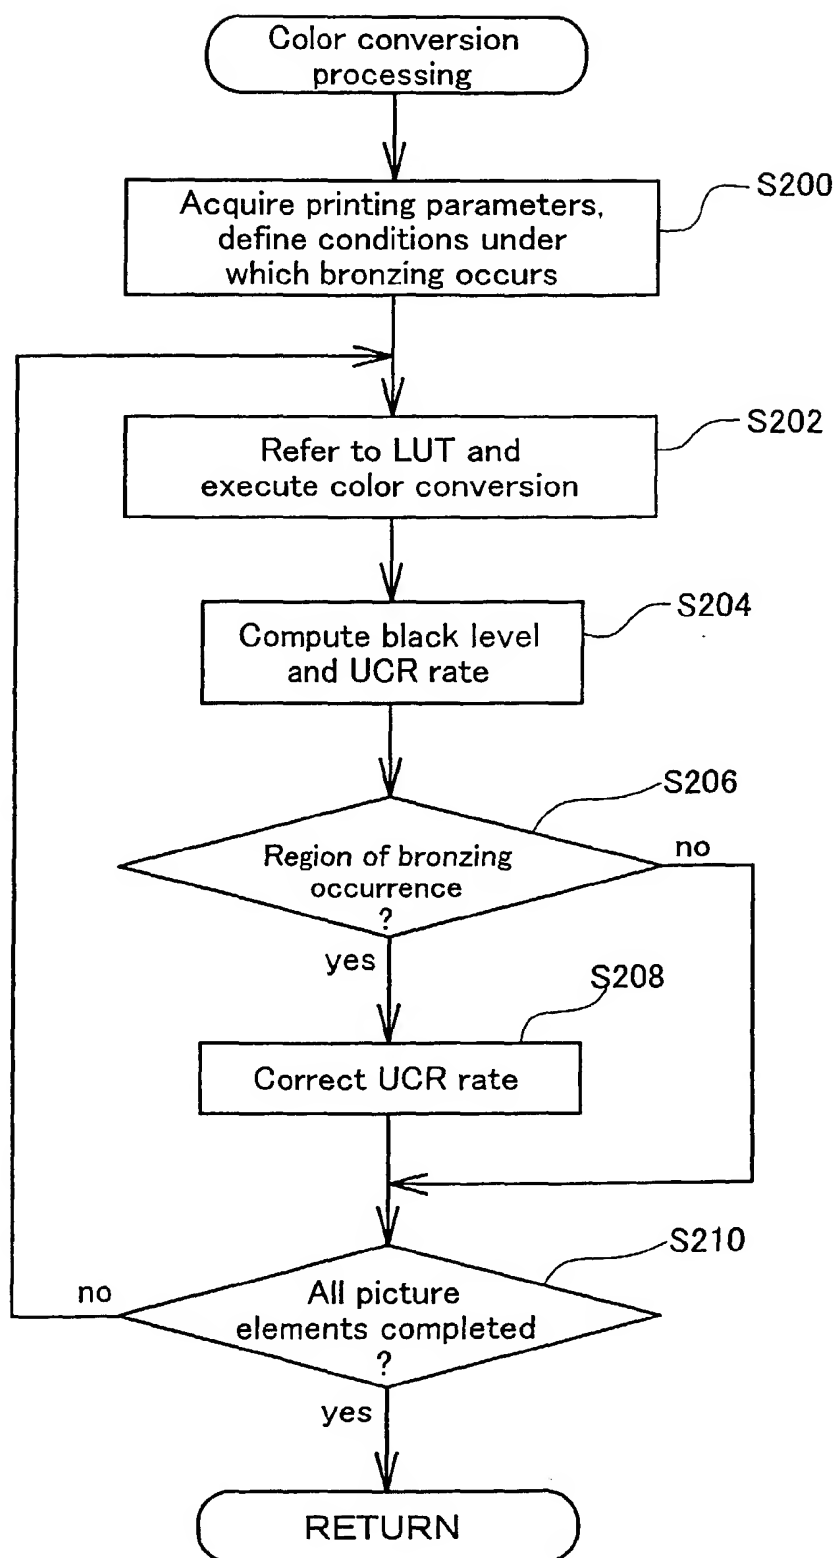 Color conversion
processing
S200
Acquire printing parameters,
define conditions under
which bronzing occurs
S202
Refer to LUT and
execute color conversion
S204
Compute black level
and UCR rate
S206
Region of bronzing
occurrence
?
no
yes
S208
Correct UCR rate
S210
All picture
elements completed
?
no
yes
RETURN